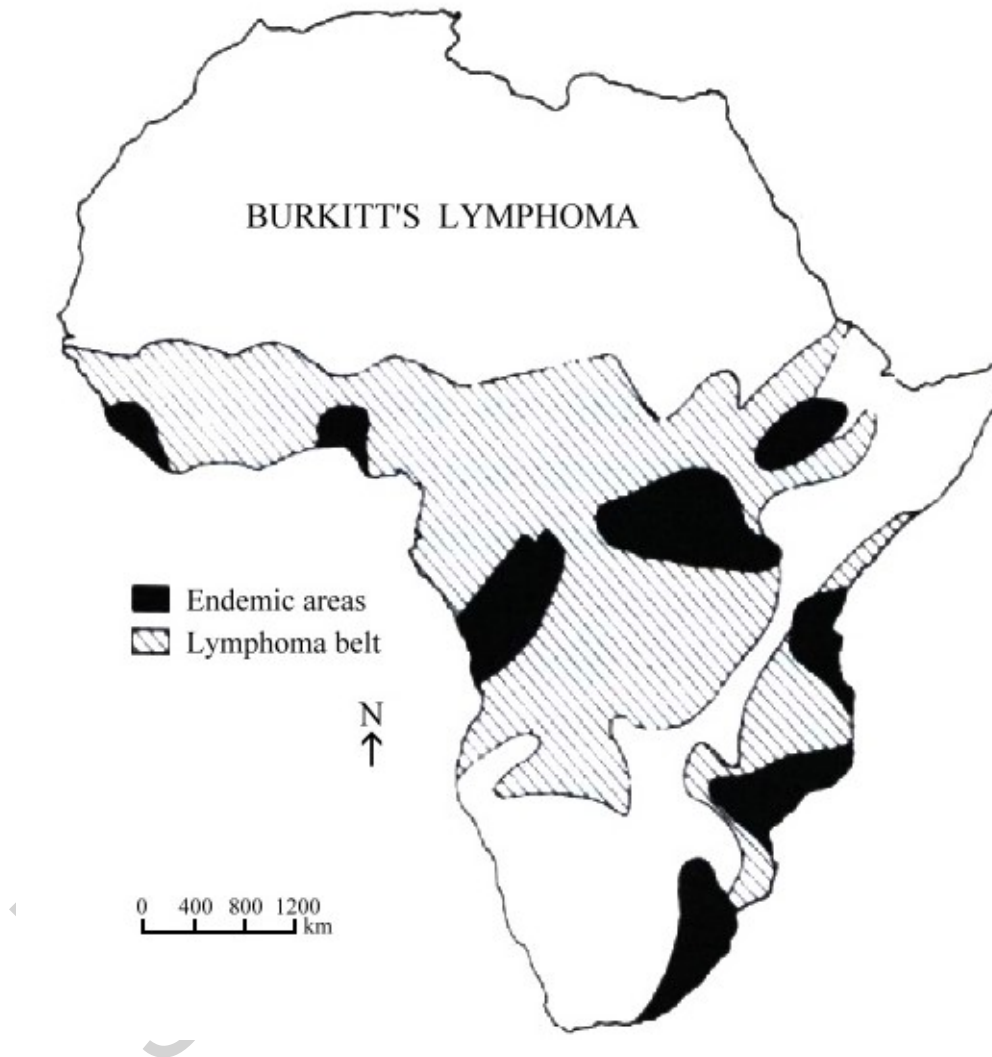 BURKITT'S LYMPHOMA
Endemic areas
Lymphoma belt
N
0 400 800 1200
km